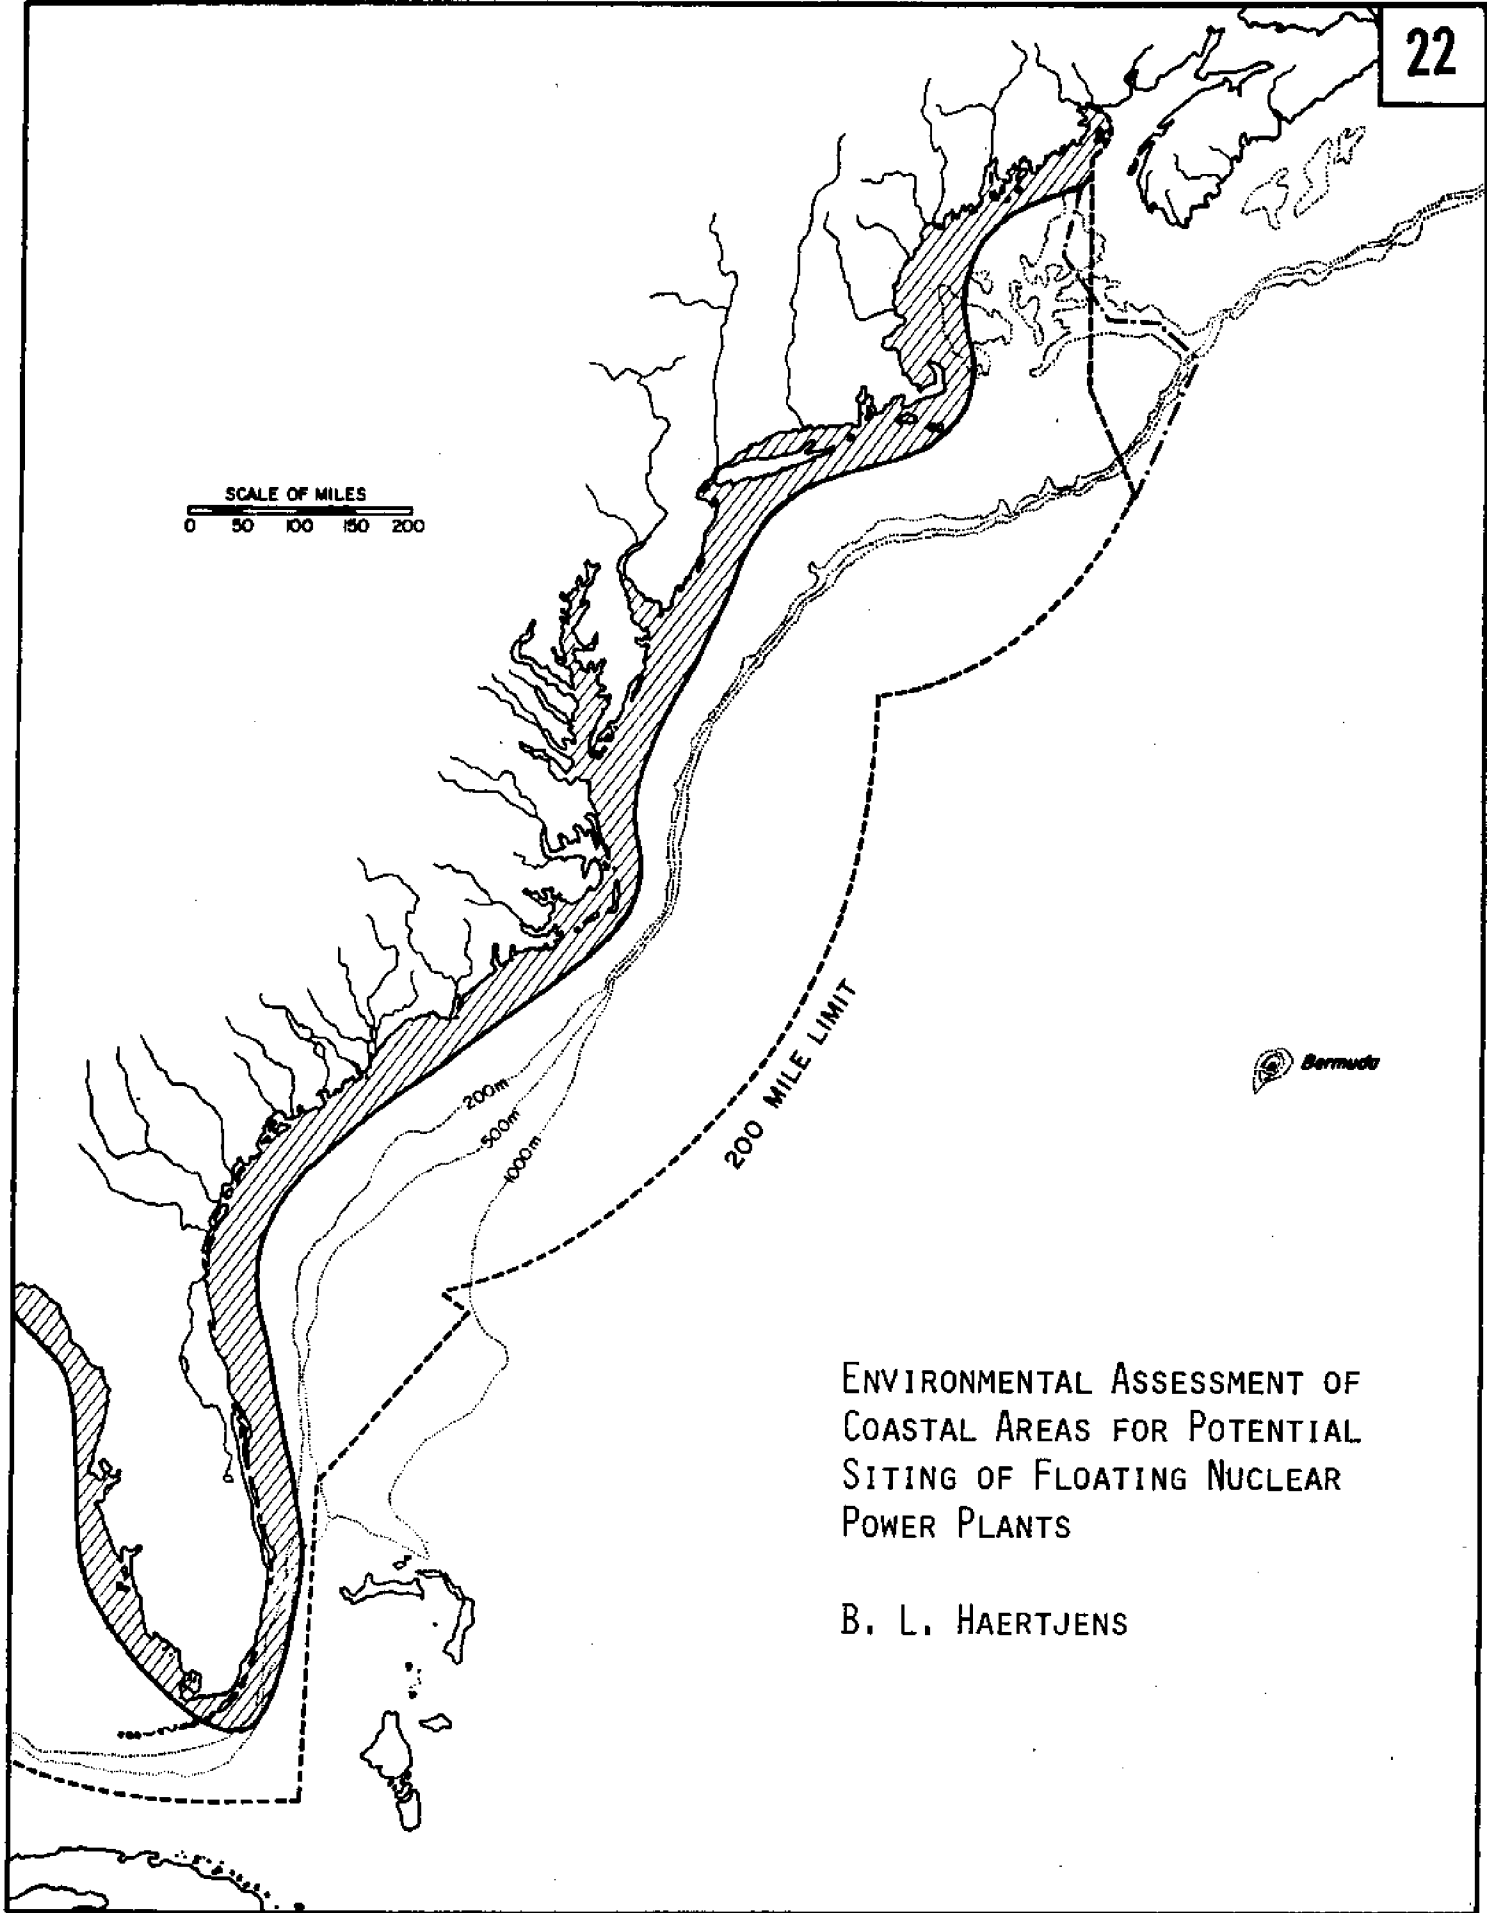 22
SCALE OF MILES
0 50 100 150 200
200 MILE LIMIT
Bermuda
200m
500m
1000m
ENVIRONMENTAL ASSESSMENT OF
COASTAL AREAS FOR POTENTIAL
SITING OF FLOATING NUCLEAR
POWER PLANTS
B. L. HAERTJENS